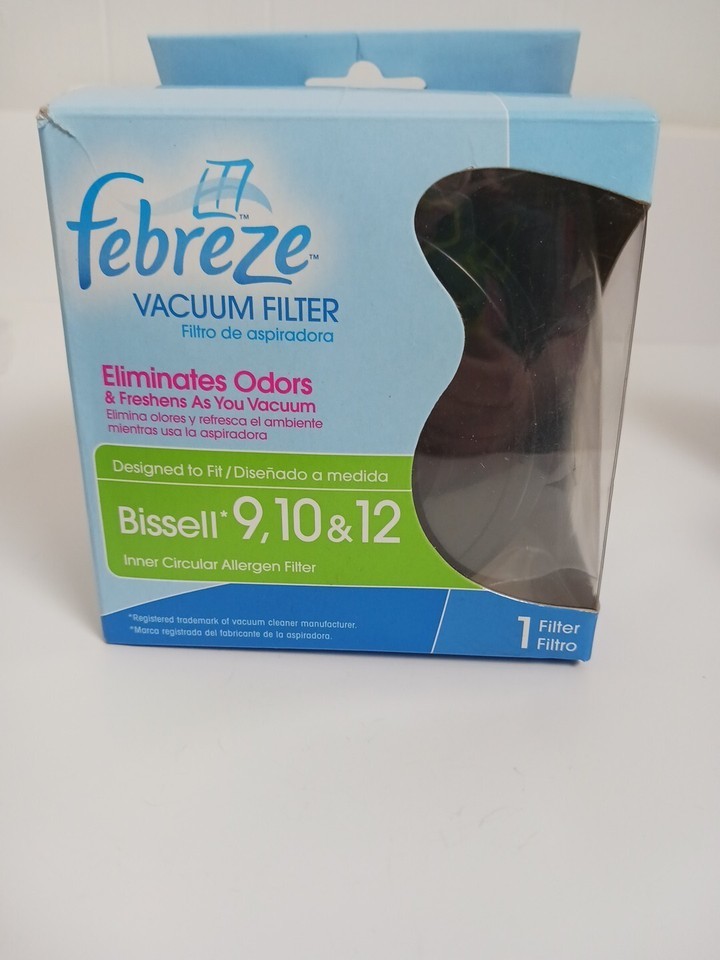 febreze™
VACUUM FILTER
Filtro de aspiradora
Eliminates Odors
& Freshens As You Vacuum
Elimina olores y refresca el ambiente
mientras usa la aspiradora
Designed to Fit/Diseñado a medida
Bissell* 9, 10 & 12
Inner Circular Allergen Filter
*Registered trademark of vacuum cleaner manufacturer.
*Marca registrada del fabricante de la aspiradora.
1 Filter
Filtro